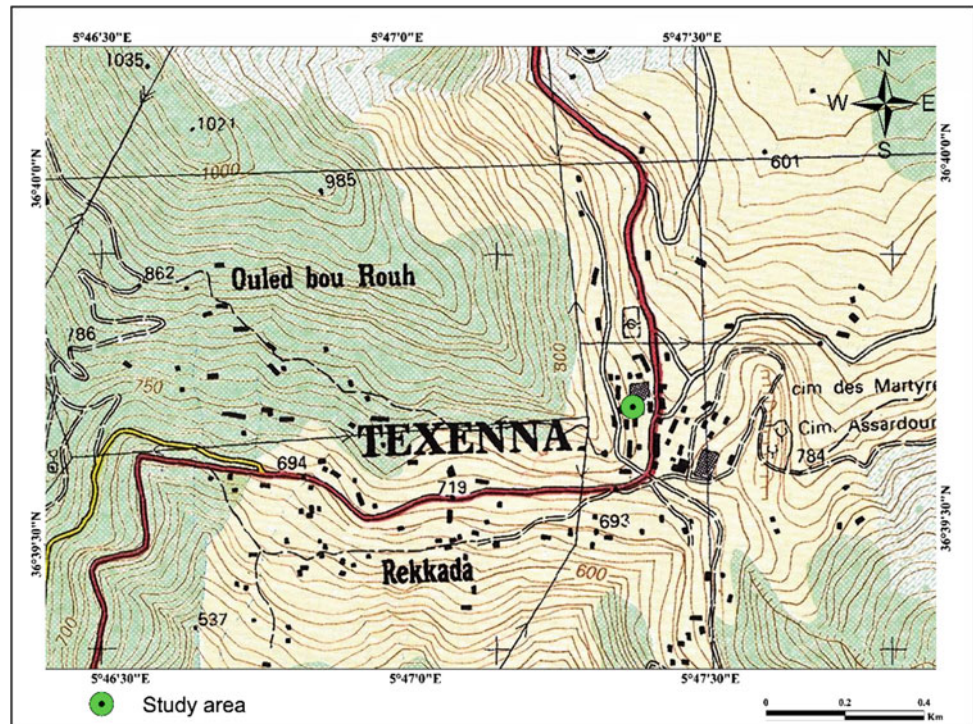 5°46'30"E 5°47'0"E 5°47'30"E
1035
N
W E
S
1021
601
36°40'0"N 36°40'0"N
1000 985
862 Ouled bou Rouh
786
800
750
cim des Martyre
TEXENNA
Cim. Assardour
784
694
719
693
36°39'30"N 36°39'30"N
Rekkada
600
537
700
5°46'30"E 5°47'0"E 5°47'30"E
Study area
0 0.2 0.4
Km